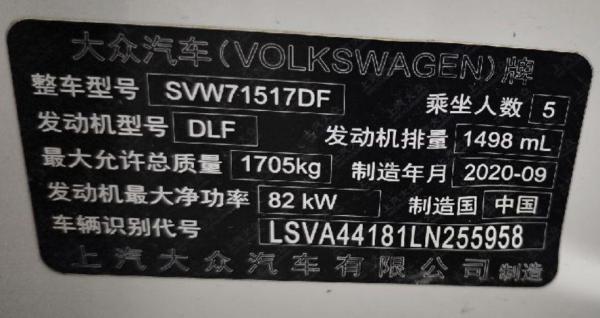 大众汽车(VOLKSWAGEN)牌
整车型号 SVW71517DF 乘坐人数 5
发动机型号 DLF 发动机排量 1498 mL
最大允许总质量 1705kg 制造年月 2020-09
发动机最大净功率 82 kW 制造国 中国
车辆识别代号 LSVA44181LN255958
上汽大众汽车有限公司 制造